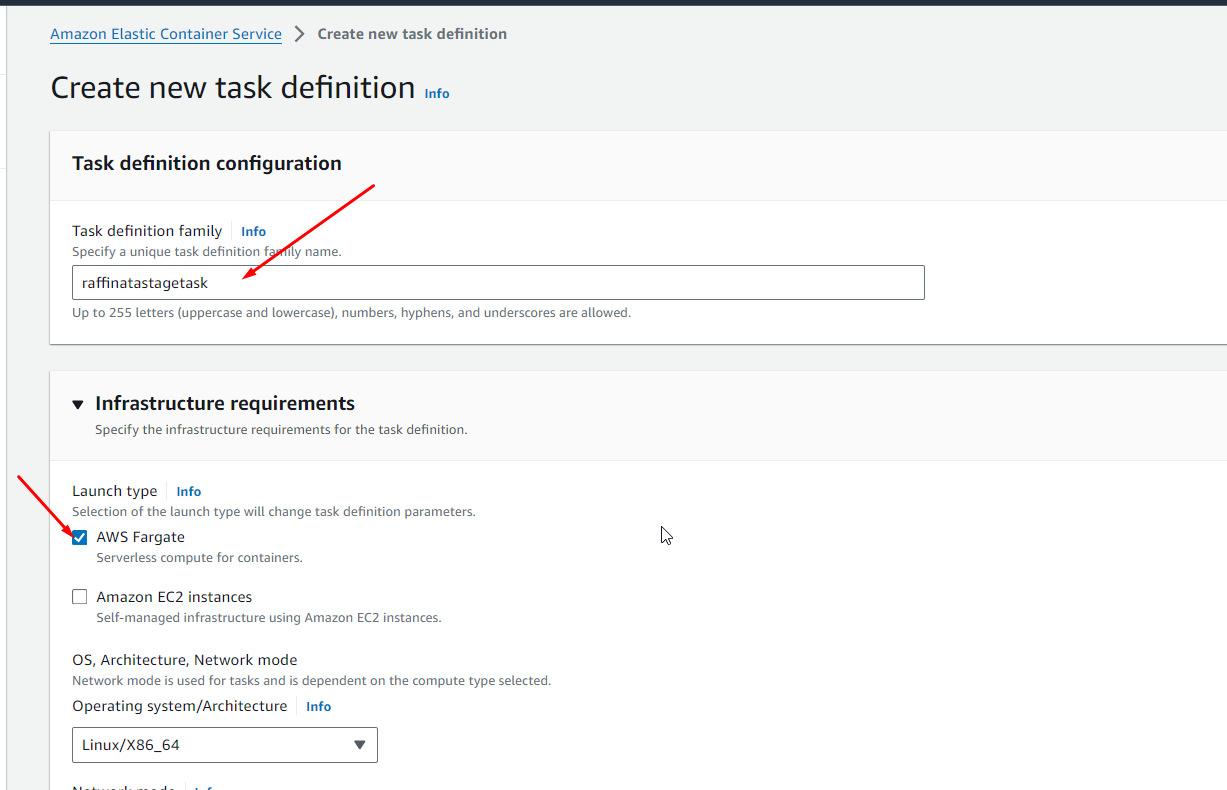 Amazon Elastic Container Service > Create new task definition
Create new task definition Info
Task definition configuration
Task definition family Info
Specify a unique task definition family name.
raffinatastagetask
Up to 255 letters (uppercase and lowercase), numbers, hyphens, and underscores are allowed.
Infrastructure requirements
Specify the infrastructure requirements for the task definition.
Launch type Info
Selection of the launch type will change task definition parameters.
AWS Fargate
Serverless compute for containers.
Amazon EC2 instances
Self-managed infrastructure using Amazon EC2 instances.
OS, Architecture, Network mode
Network mode is used for tasks and is dependent on the compute type selected.
Operating system/Architecture Info
Linux/X86_64
Network mode Info